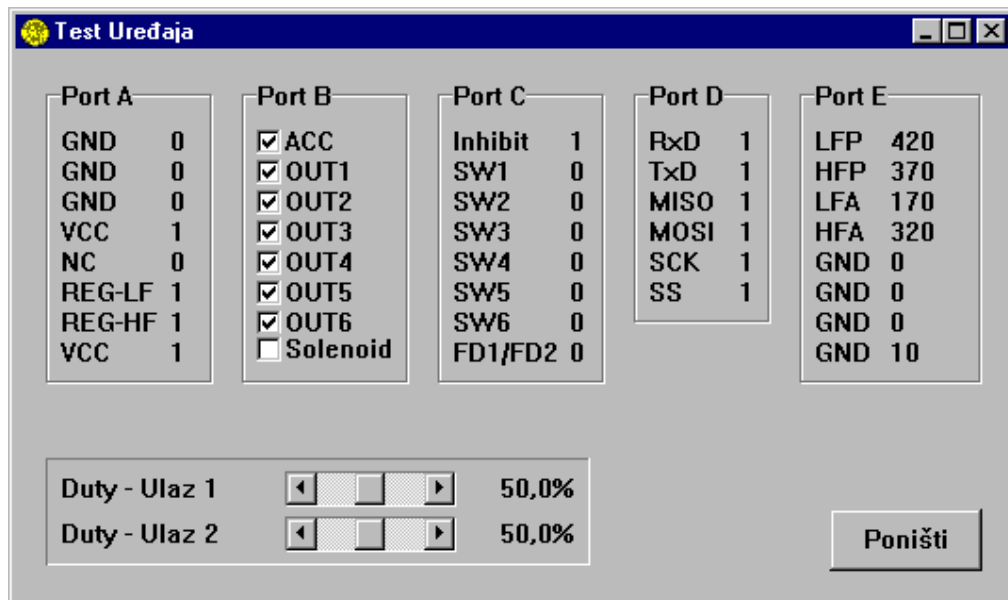 Test Uređaja
Port A
GND 0
GND 0
GND 0
VCC 1
NC 0
REG-LF 1
REG-HF 1
VCC 1
Port B
ACC
OUT1
OUT2
OUT3
OUT4
OUT5
OUT6
Solenoid
Port C
Inhibit 1
SW1 0
SW2 0
SW3 0
SW4 0
SW5 0
SW6 0
FD1/FD2 0
Port D
RxD 1
TxD 1
MISO 1
MOSI 1
SCK 1
SS 1
Port E
LFP 420
HFP 370
LFA 170
HFA 320
GND 0
GND 0
GND 0
GND 10
Duty - Ulaz 1 50,0%
Duty - Ulaz 2 50,0%
Poništi